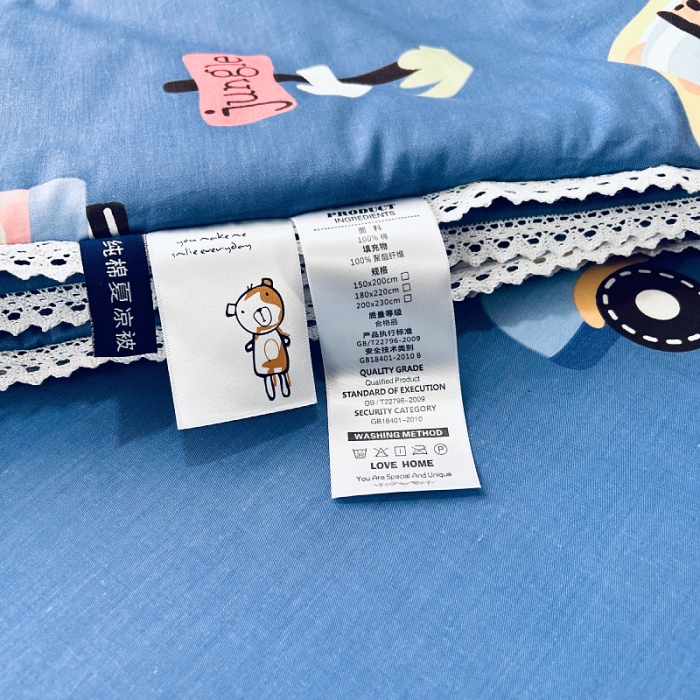 jungle
纯棉夏凉被
you make me
inlie everyday
PRODUCT
INGREDIENTS
面 料
100% 棉
填充物
100% 聚酯纤维
规格
150x200cm
180x220cm
200x230cm
质量等级
合格品
产品执行标准
GB/T22796-2009
安全技术类别
GB18401-2010 B
QUALITY GRADE
Qualified Product
STANDARD OF EXECUTION
GB / T22796-2009
SECURITY CATEGORY
GB18401-2010
WASHING METHOD
LOVE HOME
You Are Special And Unique